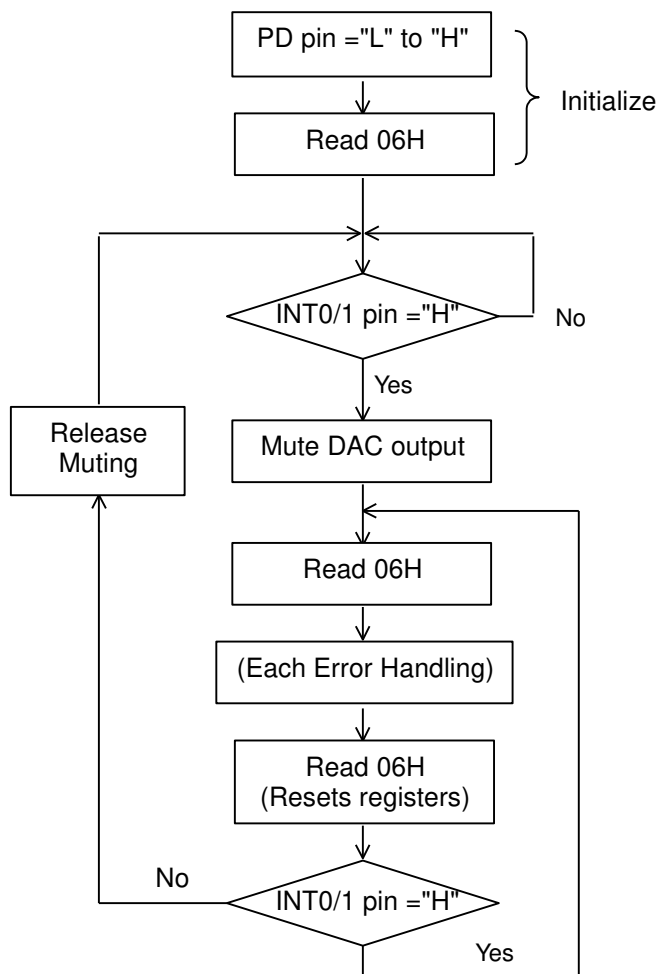 PD pin ="L" to "H"
Initialize
Read 06H
INT0/1 pin ="H"
No
Yes
Release
Muting
Mute DAC output
Read 06H
(Each Error Handling)
Read 06H
(Resets registers)
No
INT0/1 pin ="H"
Yes